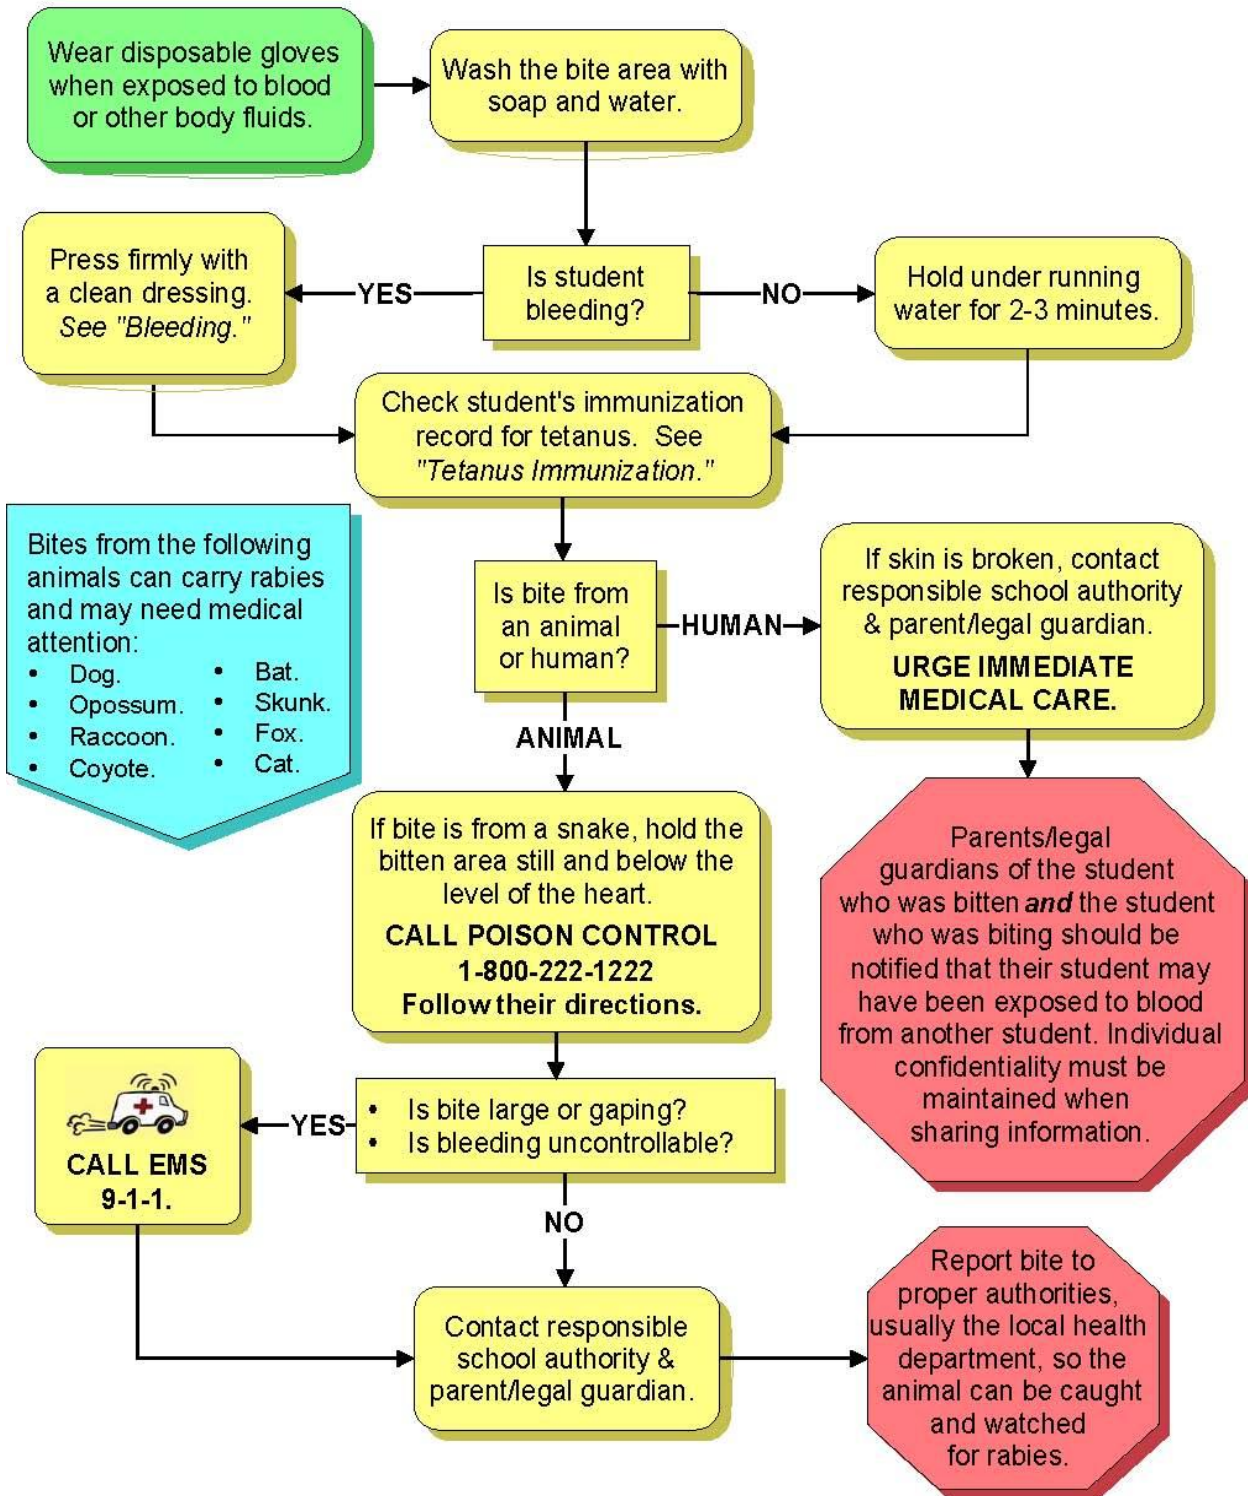 Wear disposable gloves
when exposed to blood
or other body fluids.
Wash the bite area with
soap and water.
Is student
bleeding?
YES
NO
Press firmly with
a clean dressing.
See "Bleeding."
Hold under running
water for 2-3 minutes.
Check student's immunization
record for tetanus. See
"Tetanus Immunization."
Bites from the following
animals can carry rabies
and may need medical
attention:
• Dog.
• Opossum.
• Raccoon.
• Coyote.
• Bat.
• Skunk.
• Fox.
• Cat.
Is bite from
an animal
or human?
HUMAN
If skin is broken, contact
responsible school authority
& parent/legal guardian.
URGE IMMEDIATE
MEDICAL CARE.
ANIMAL
If bite is from a snake, hold the
bitten area still and below the
level of the heart.
CALL POISON CONTROL
1-800-222-1222
Follow their directions.
Parents/legal
guardians of the student
who was bitten and the student
who was biting should be
notified that their student may
have been exposed to blood
from another student. Individual
confidentiality must be
maintained when
sharing information.
• Is bite large or gaping?
• Is bleeding uncontrollable?
YES
CALL EMS
9-1-1.
NO
Contact responsible
school authority &
parent/legal guardian.
Report bite to
proper authorities,
usually the local health
department, so the
animal can be caught
and watched
for rabies.